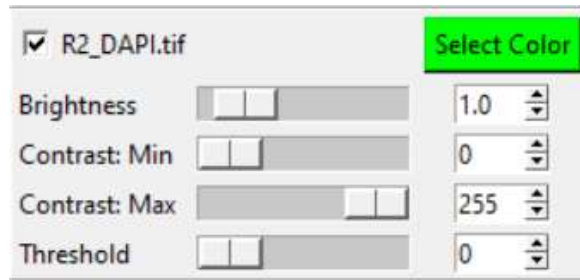 R2_DAPI.tif Select Color
Brightness 1.0
Contrast: Min 0
Contrast: Max 255
Threshold 0